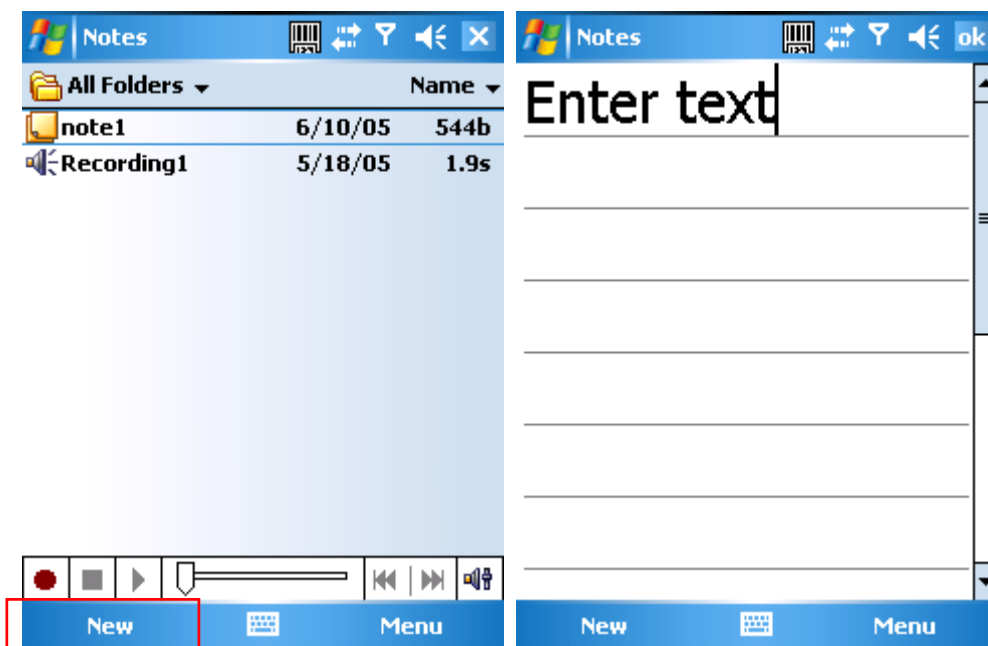 Notes
All Folders Name
note1 6/10/05 544b
Recording1 5/18/05 1.9s
New Menu
Notes ok
Enter text
New Menu